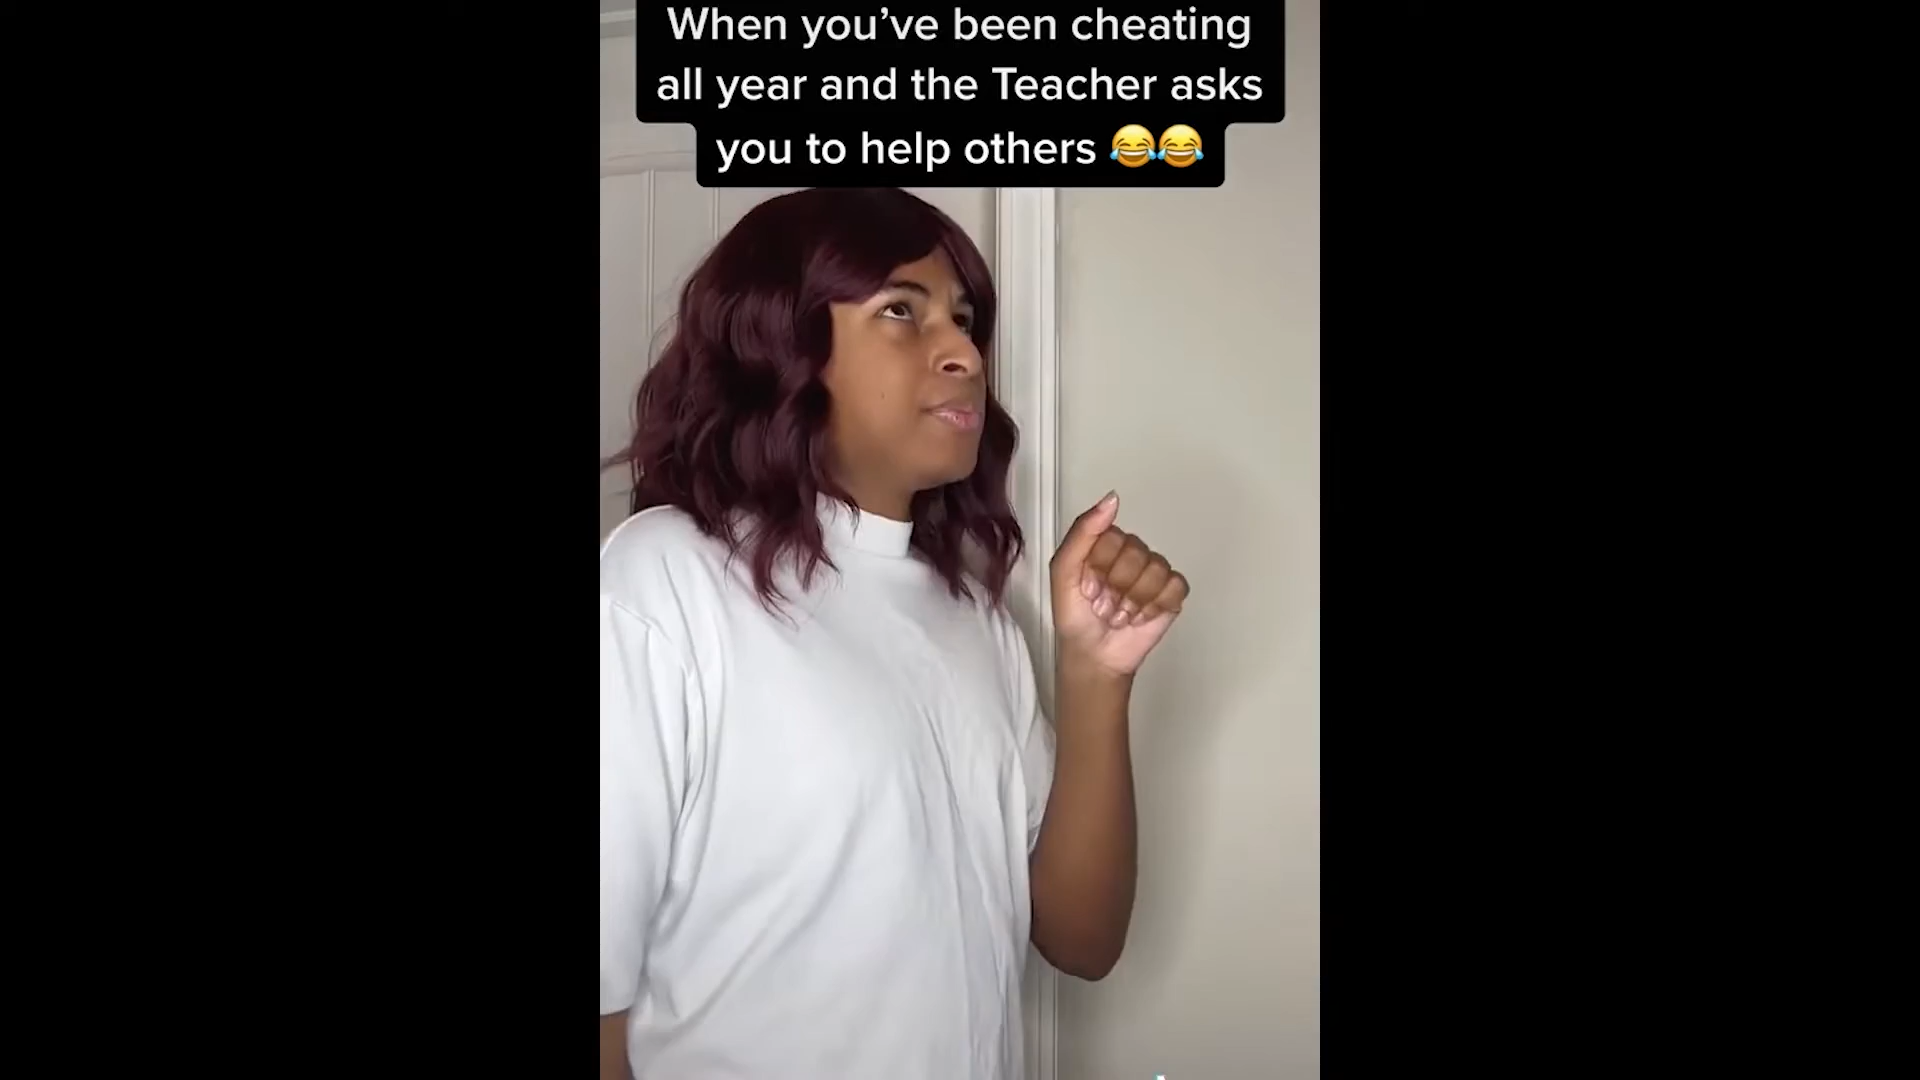 When you’ve been cheating
all year and the Teacher asks
you to help others 😂😂